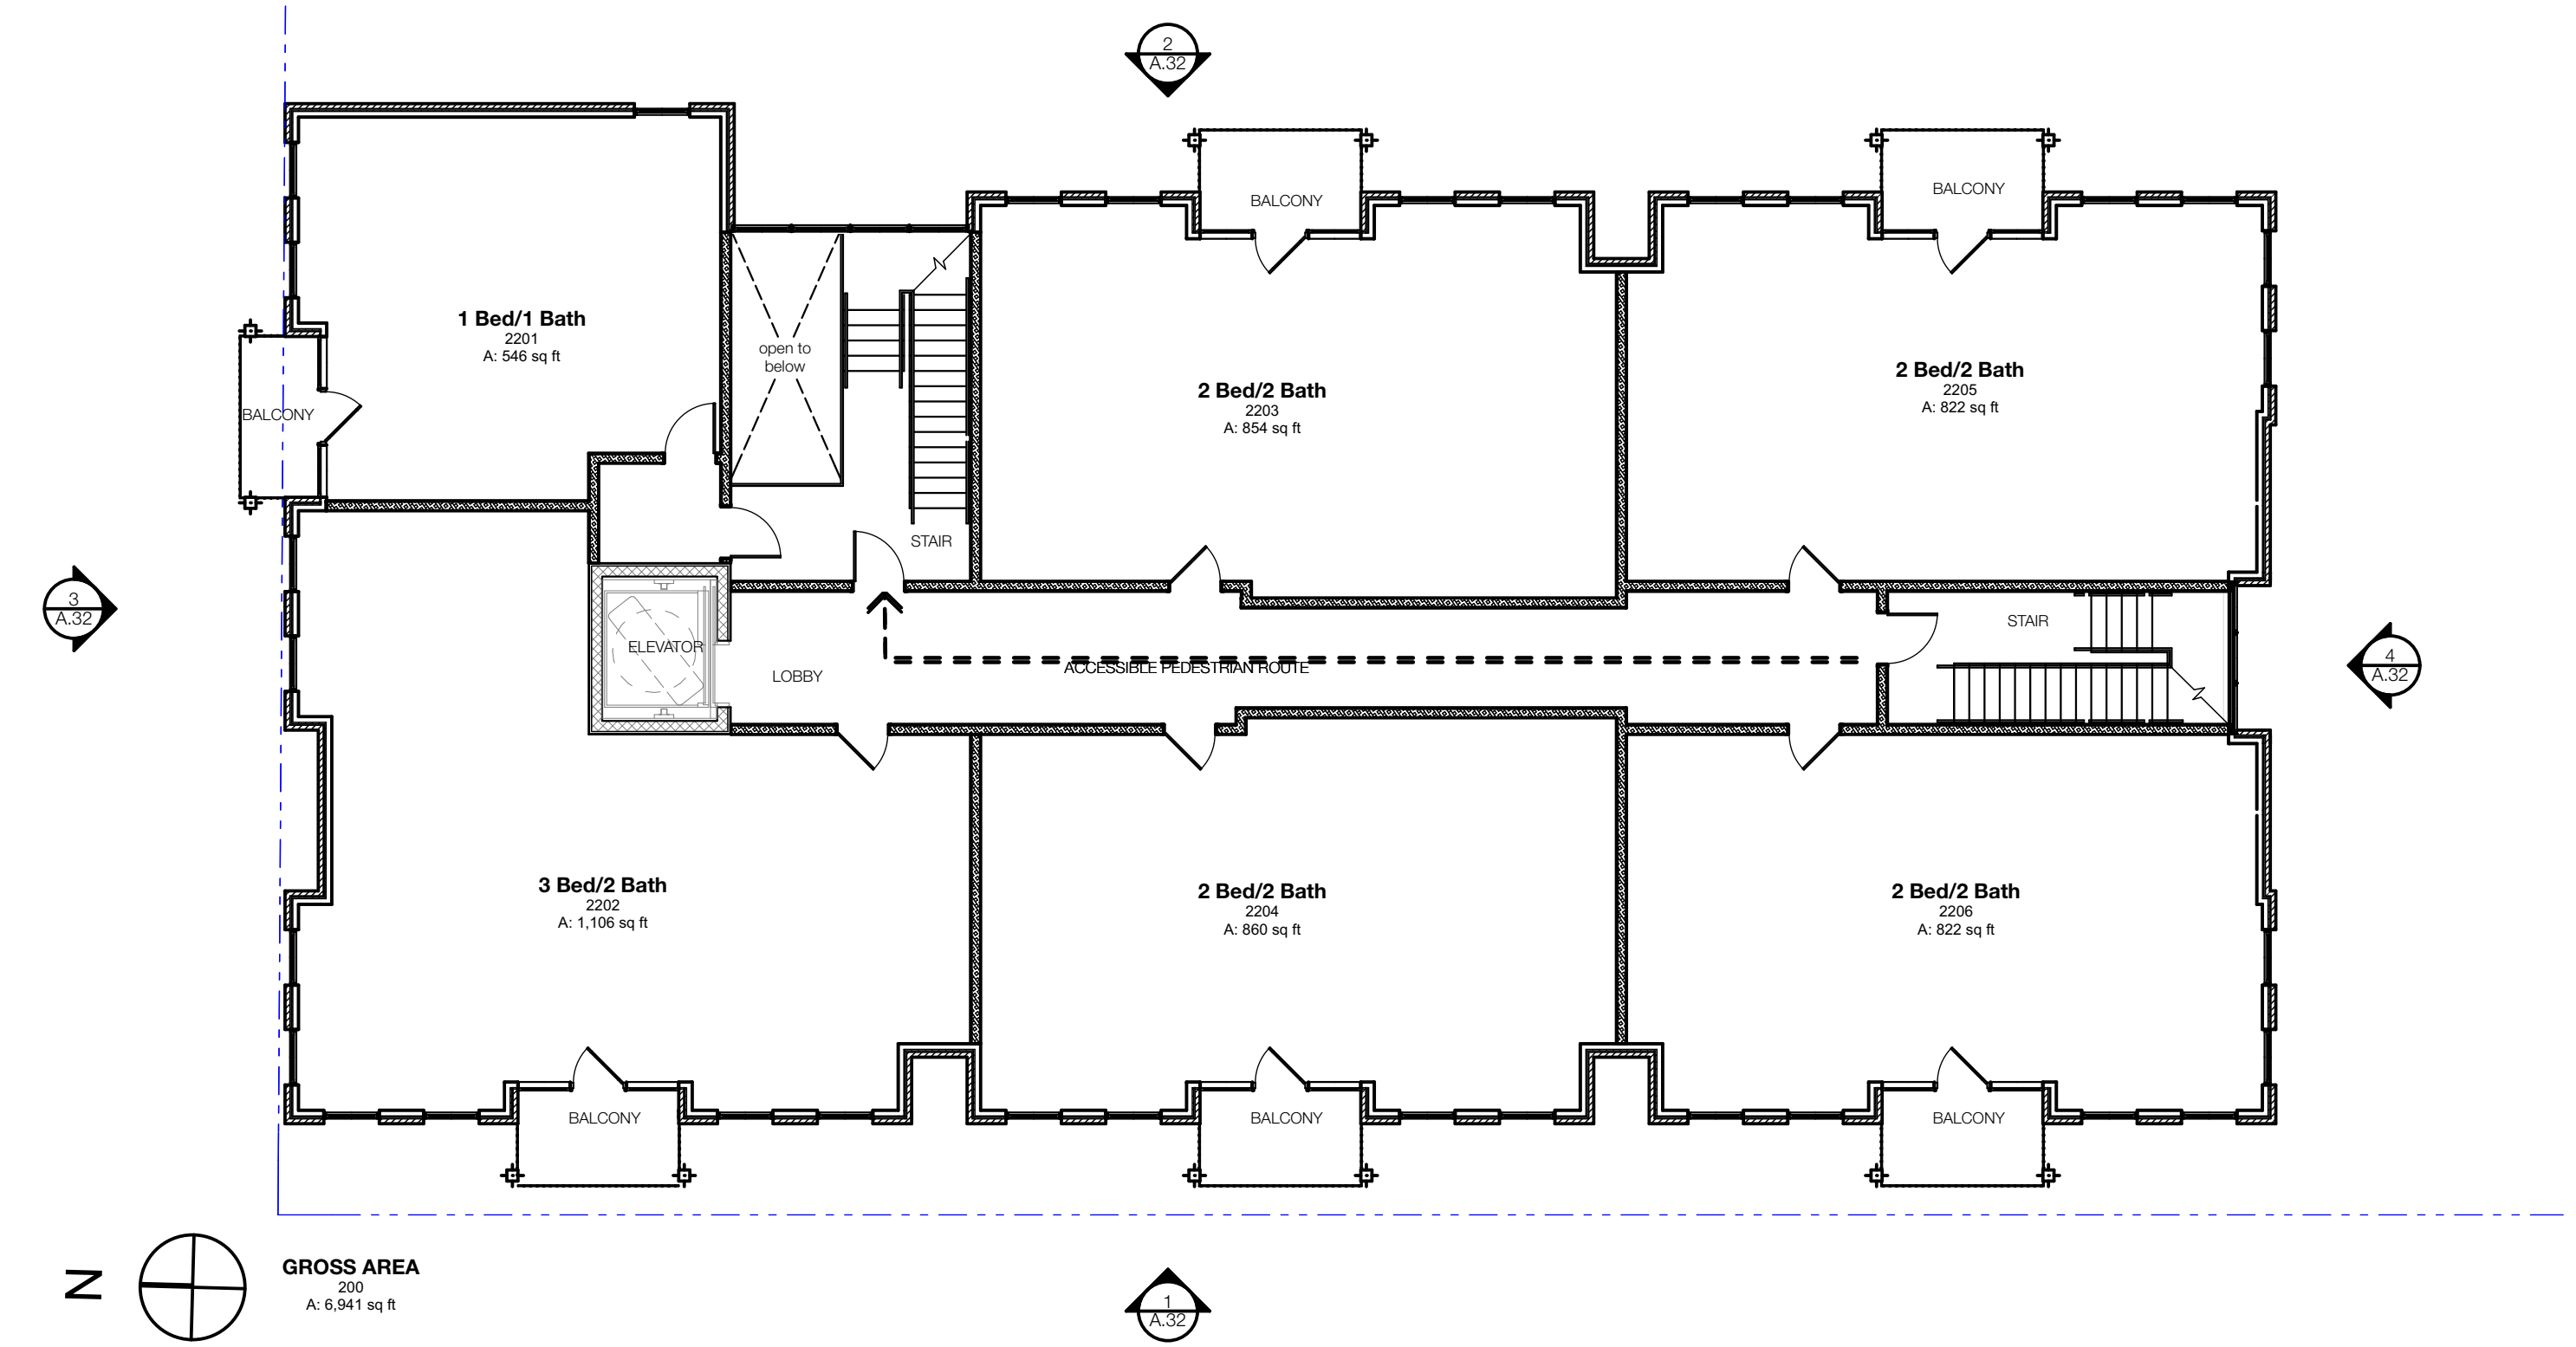 2
A.32
BALCONY
BALCONY
1 Bed/1 Bath
2201
A: 546 sq ft
open to
below
BALCONY
2 Bed/2 Bath
2203
A: 854 sq ft
2 Bed/2 Bath
2205
A: 822 sq ft
STAIR
3
A.32
ELEVATOR
LOBBY
ACCESSIBLE PEDESTRIAN ROUTE
STAIR
4
A.32
3 Bed/2 Bath
2202
A: 1,106 sq ft
2 Bed/2 Bath
2204
A: 860 sq ft
2 Bed/2 Bath
2206
A: 822 sq ft
BALCONY
BALCONY
BALCONY
N
GROSS AREA
200
A: 6,941 sq ft
1
A.32